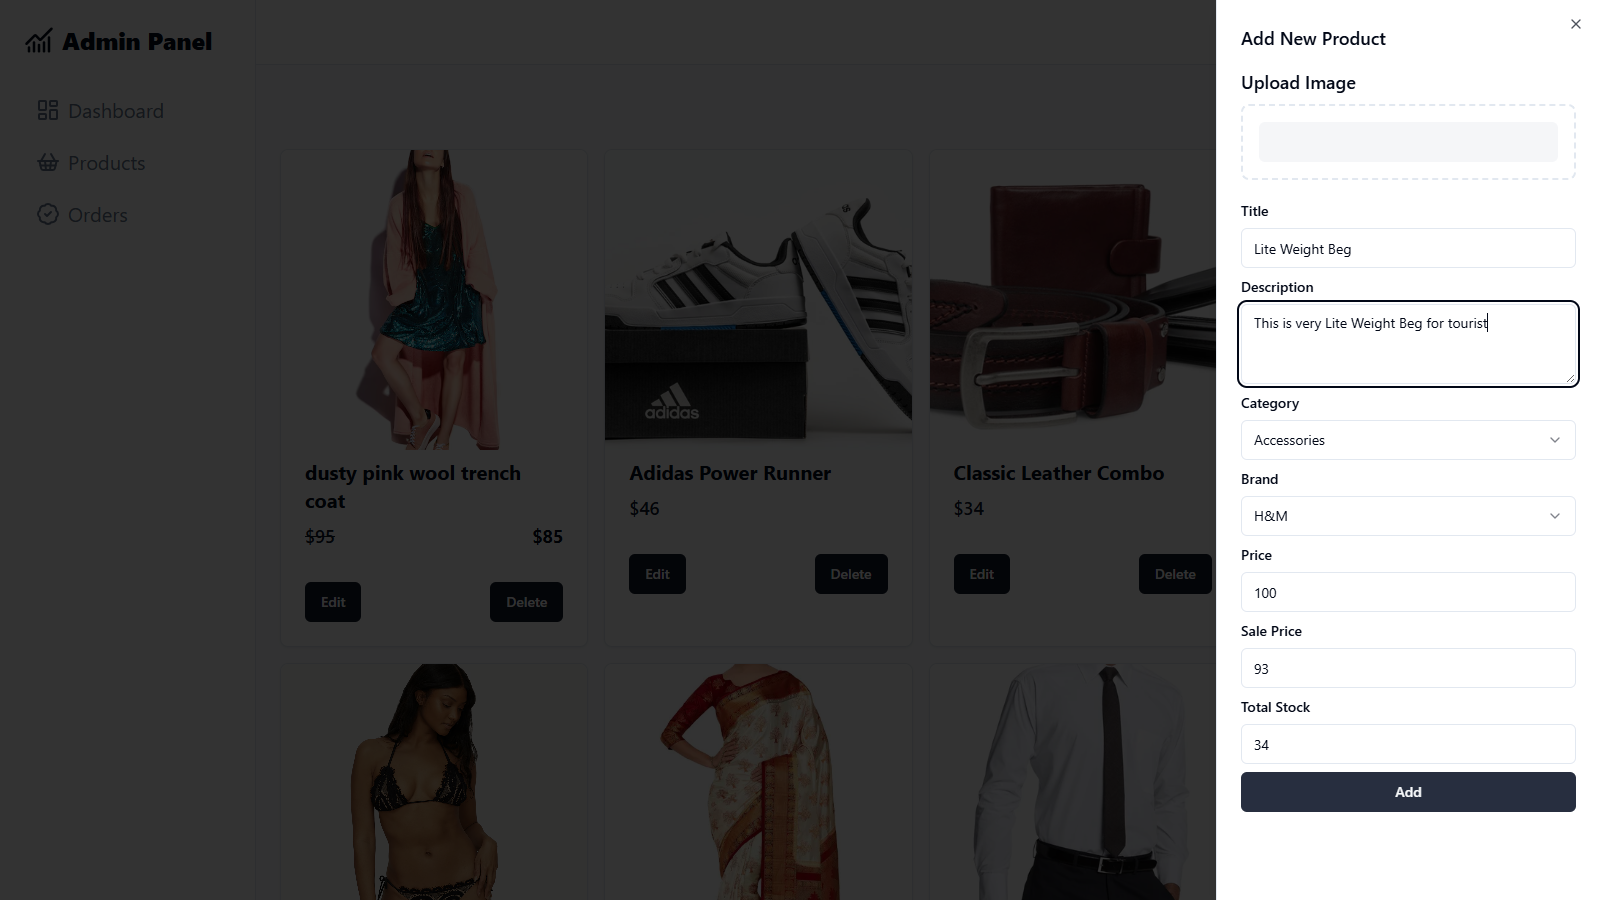 Admin Panel
Dashboard
Products
Orders
adidas
dusty pink wool trench
coat
$95
$85
Edit
Delete
Adidas Power Runner
$46
Edit
Delete
Classic Leather Combo
$34
Edit
Delete
Add New Product
Upload Image
Title
Lite Weight Beg
Description
This is very Lite Weight Beg for tourist
Category
Accessories
Brand
H&M
Price
100
Sale Price
93
Total Stock
34
Add